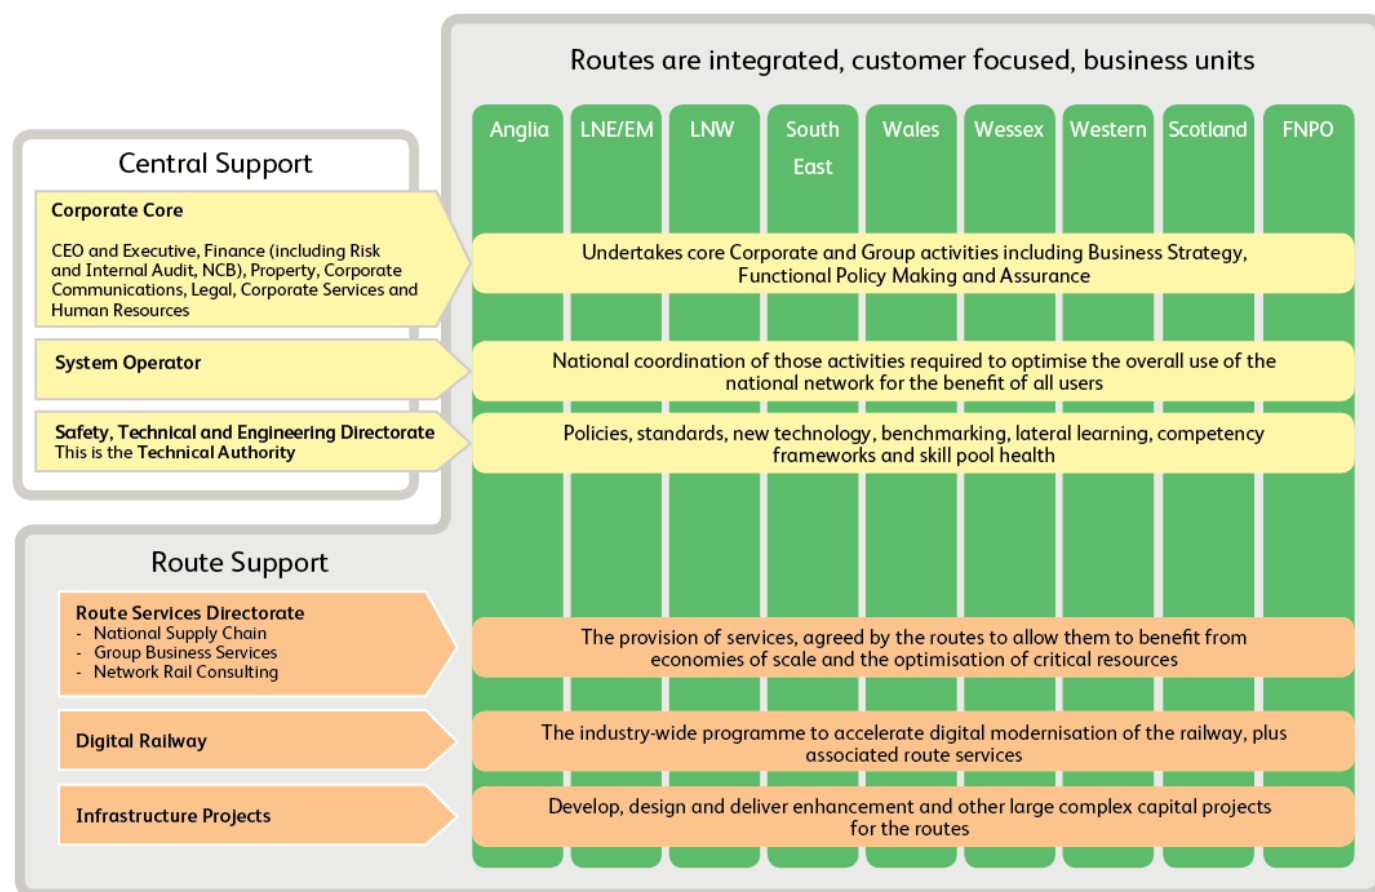 Routes are integrated, customer focused, business units
Anglia
LNE/EM
LNW
South
East
Wales
Wessex
Western
Scotland
FNPO
Central Support
Corporate Core
CEO and Executive, Finance (including Risk
and Internal Audit, NCB), Property, Corporate
Communications, Legal, Corporate Services and
Human Resources
Undertakes core Corporate and Group activities including Business Strategy,
Functional Policy Making and Assurance
System Operator
National coordination of those activities required to optimise the overall use of the
national network for the benefit of all users
Safety, Technical and Engineering Directorate
This is the Technical Authority
Policies, standards, new technology, benchmarking, lateral learning, competency
frameworks and skill pool health
Route Support
Route Services Directorate
- National Supply Chain
- Group Business Services
- Network Rail Consulting
The provision of services, agreed by the routes to allow them to benefit from
economies of scale and the optimisation of critical resources
Digital Railway
The industry-wide programme to accelerate digital modernisation of the railway, plus
associated route services
Infrastructure Projects
Develop, design and deliver enhancement and other large complex capital projects
for the routes